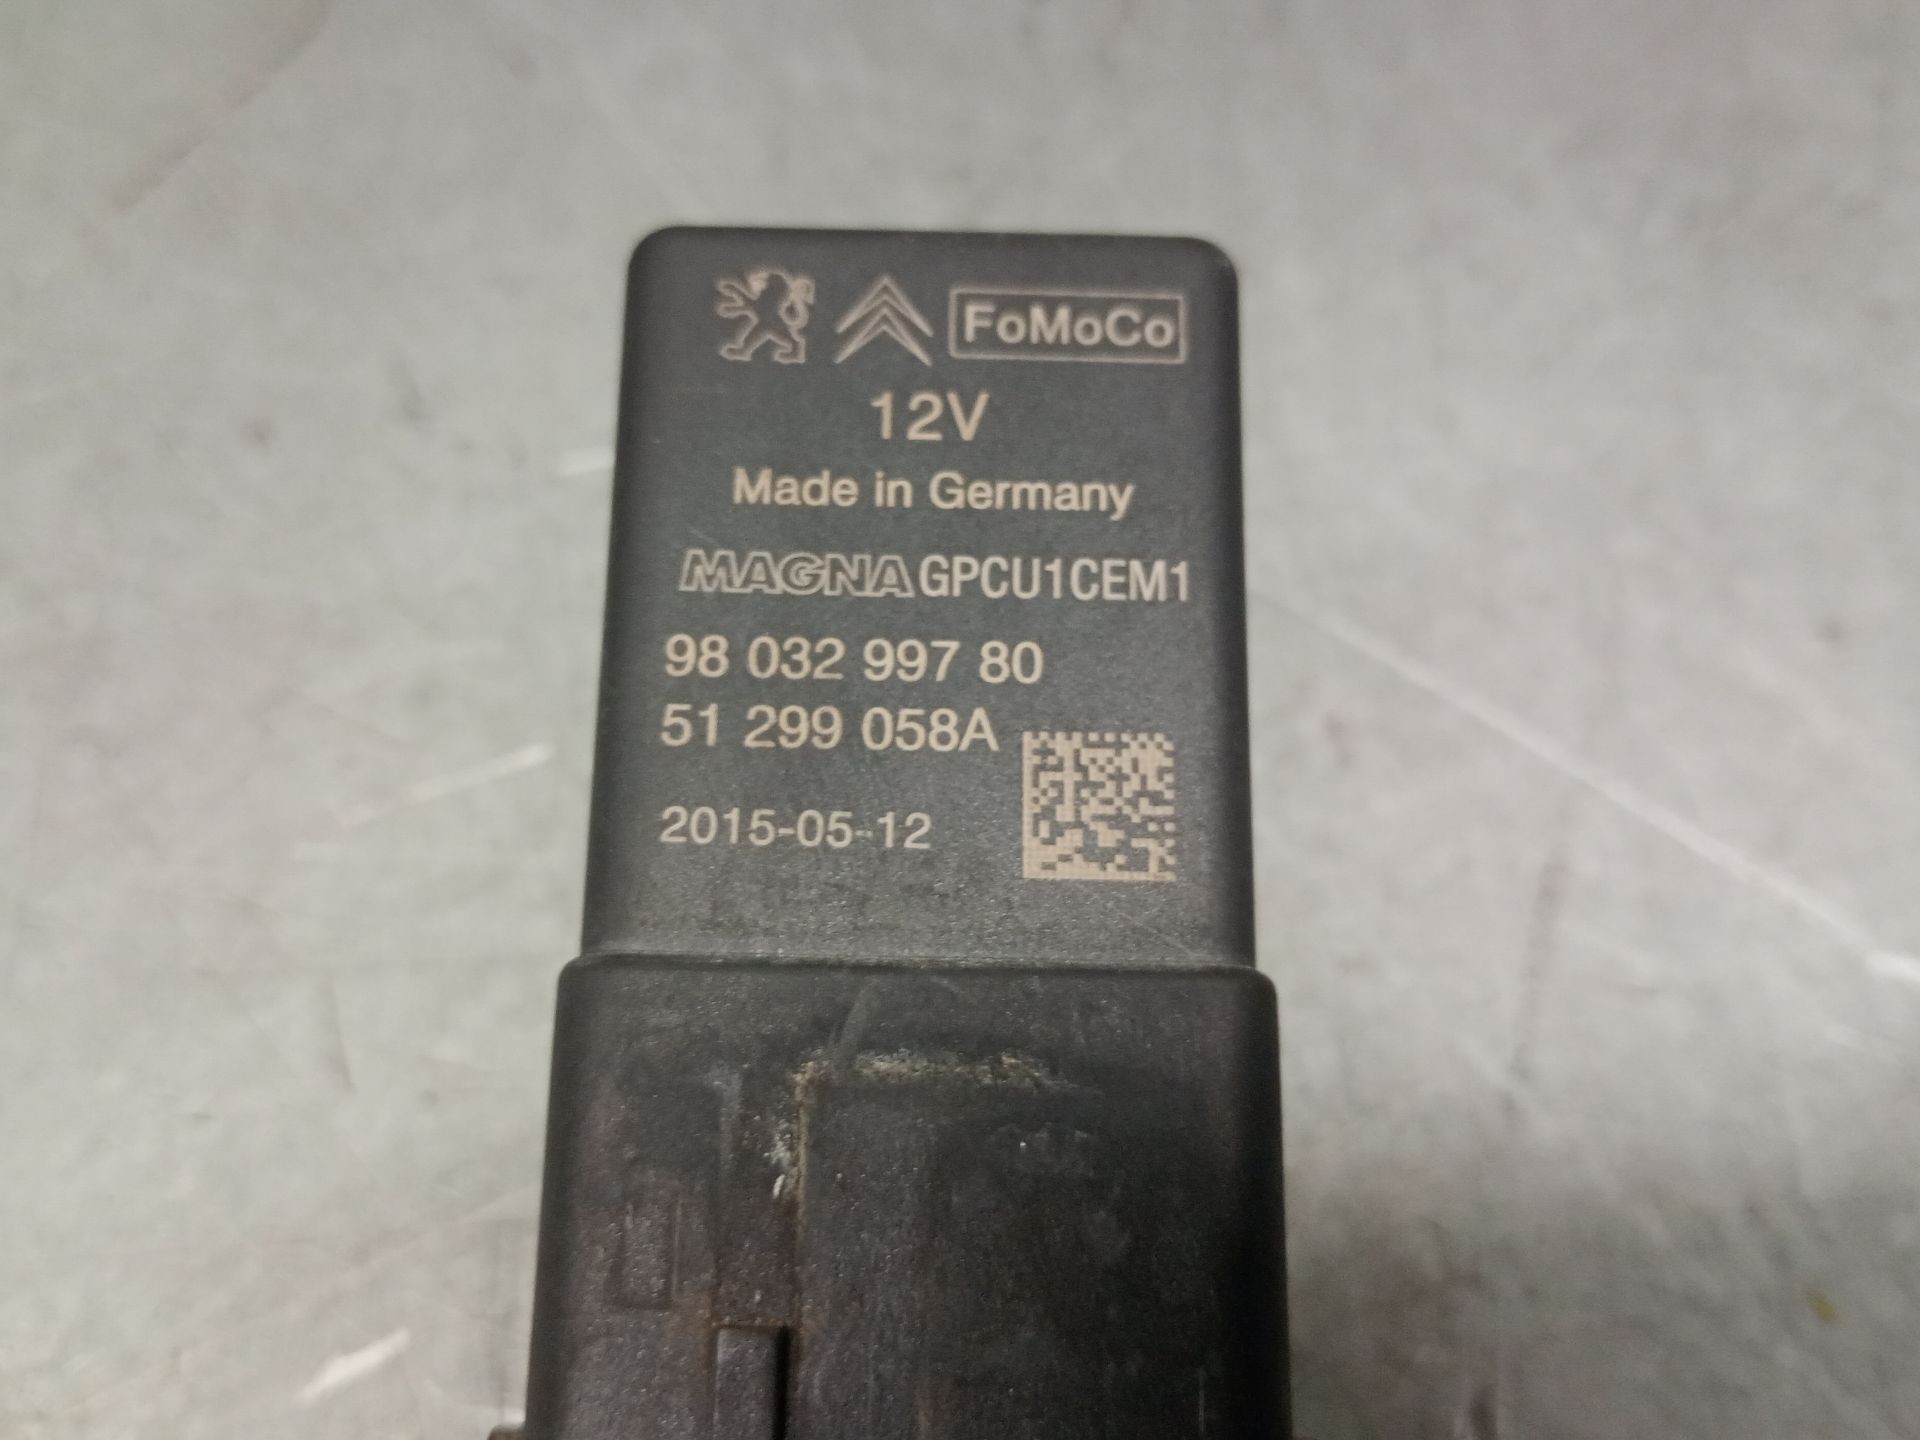 FoMoCo
12V
Made in Germany
MAGNA GPCU1CEM1
98 032 997 80
51 299 058A
2015-05-12